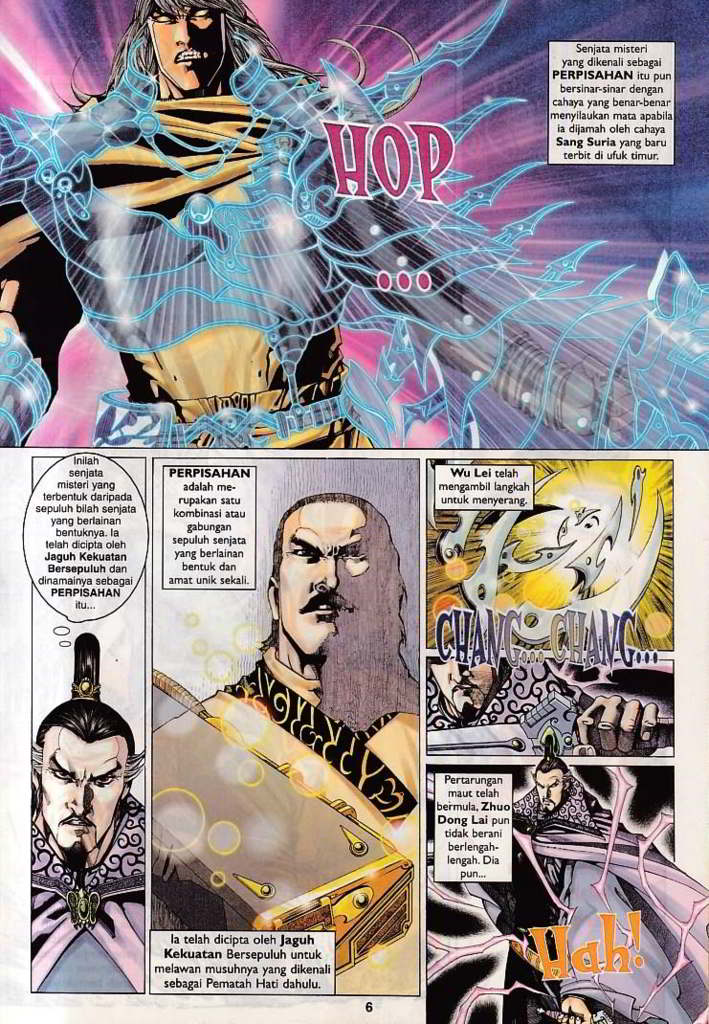 Senjata misteri
yang dikenali sebagai
PERPISAHAN itu pun
bersinar-sinar dengan
cahaya yang benar-benar
menyilaukan mata apabila
ia dijamah oleh cahaya
Sang Suria yang baru
terbit di ufuk timur.
HOP
...
Inilah
senjata
misteri yang
terbentuk daripada
sepuluh bilah senjata
yang berlainan
bentuknya. Ia
telah dicipta oleh
Jaguh Kekuatan
Bersepuluh dan
dinamainya sebagai
PERPISAHAN
itu...
PERPISAHAN
adalah me-
rupakan satu
kombinasi atau
gabungan
sepuluh senjata
yang berlainan
bentuk dan
amat unik sekali.
Ia telah dicipta oleh Jaguh
Kekuatan Bersepuluh untuk
melawan musuhnya yang dikenali
sebagai Pematah Hati dahulu.
Wu Lei telah
mengambil langkah
untuk menyerang.
CHANG... CHANG...
Pertarungan
maut telah
bermula, Zhuo
Dong Lai pun
tidak berani
berlengah-
lengah. Dia
pun...
Hah!
6